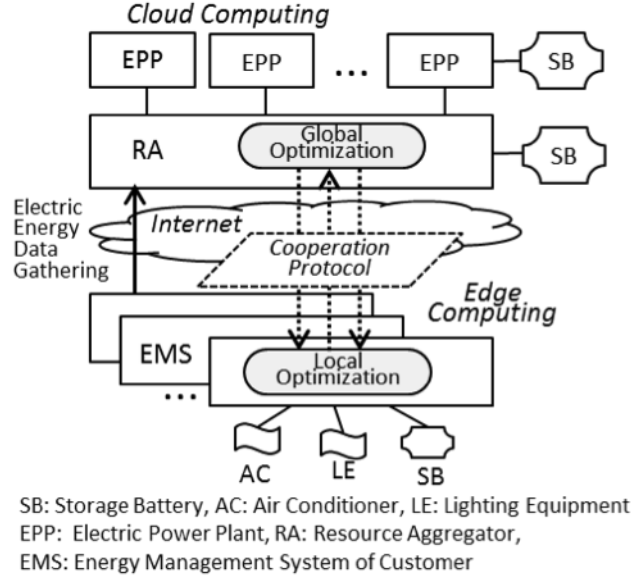 Cloud Computing
EPP
EPP
...
EPP
SB
RA
Global
Optimization
SB
Electric
Energy
Data
Gathering
Internet
Cooperation
Protocol
Edge
Computing
EMS
...
Local
Optimization
AC
LE
SB
SB: Storage Battery, AC: Air Conditioner, LE: Lighting Equipment
EPP: Electric Power Plant, RA: Resource Aggregator,
EMS: Energy Management System of Customer